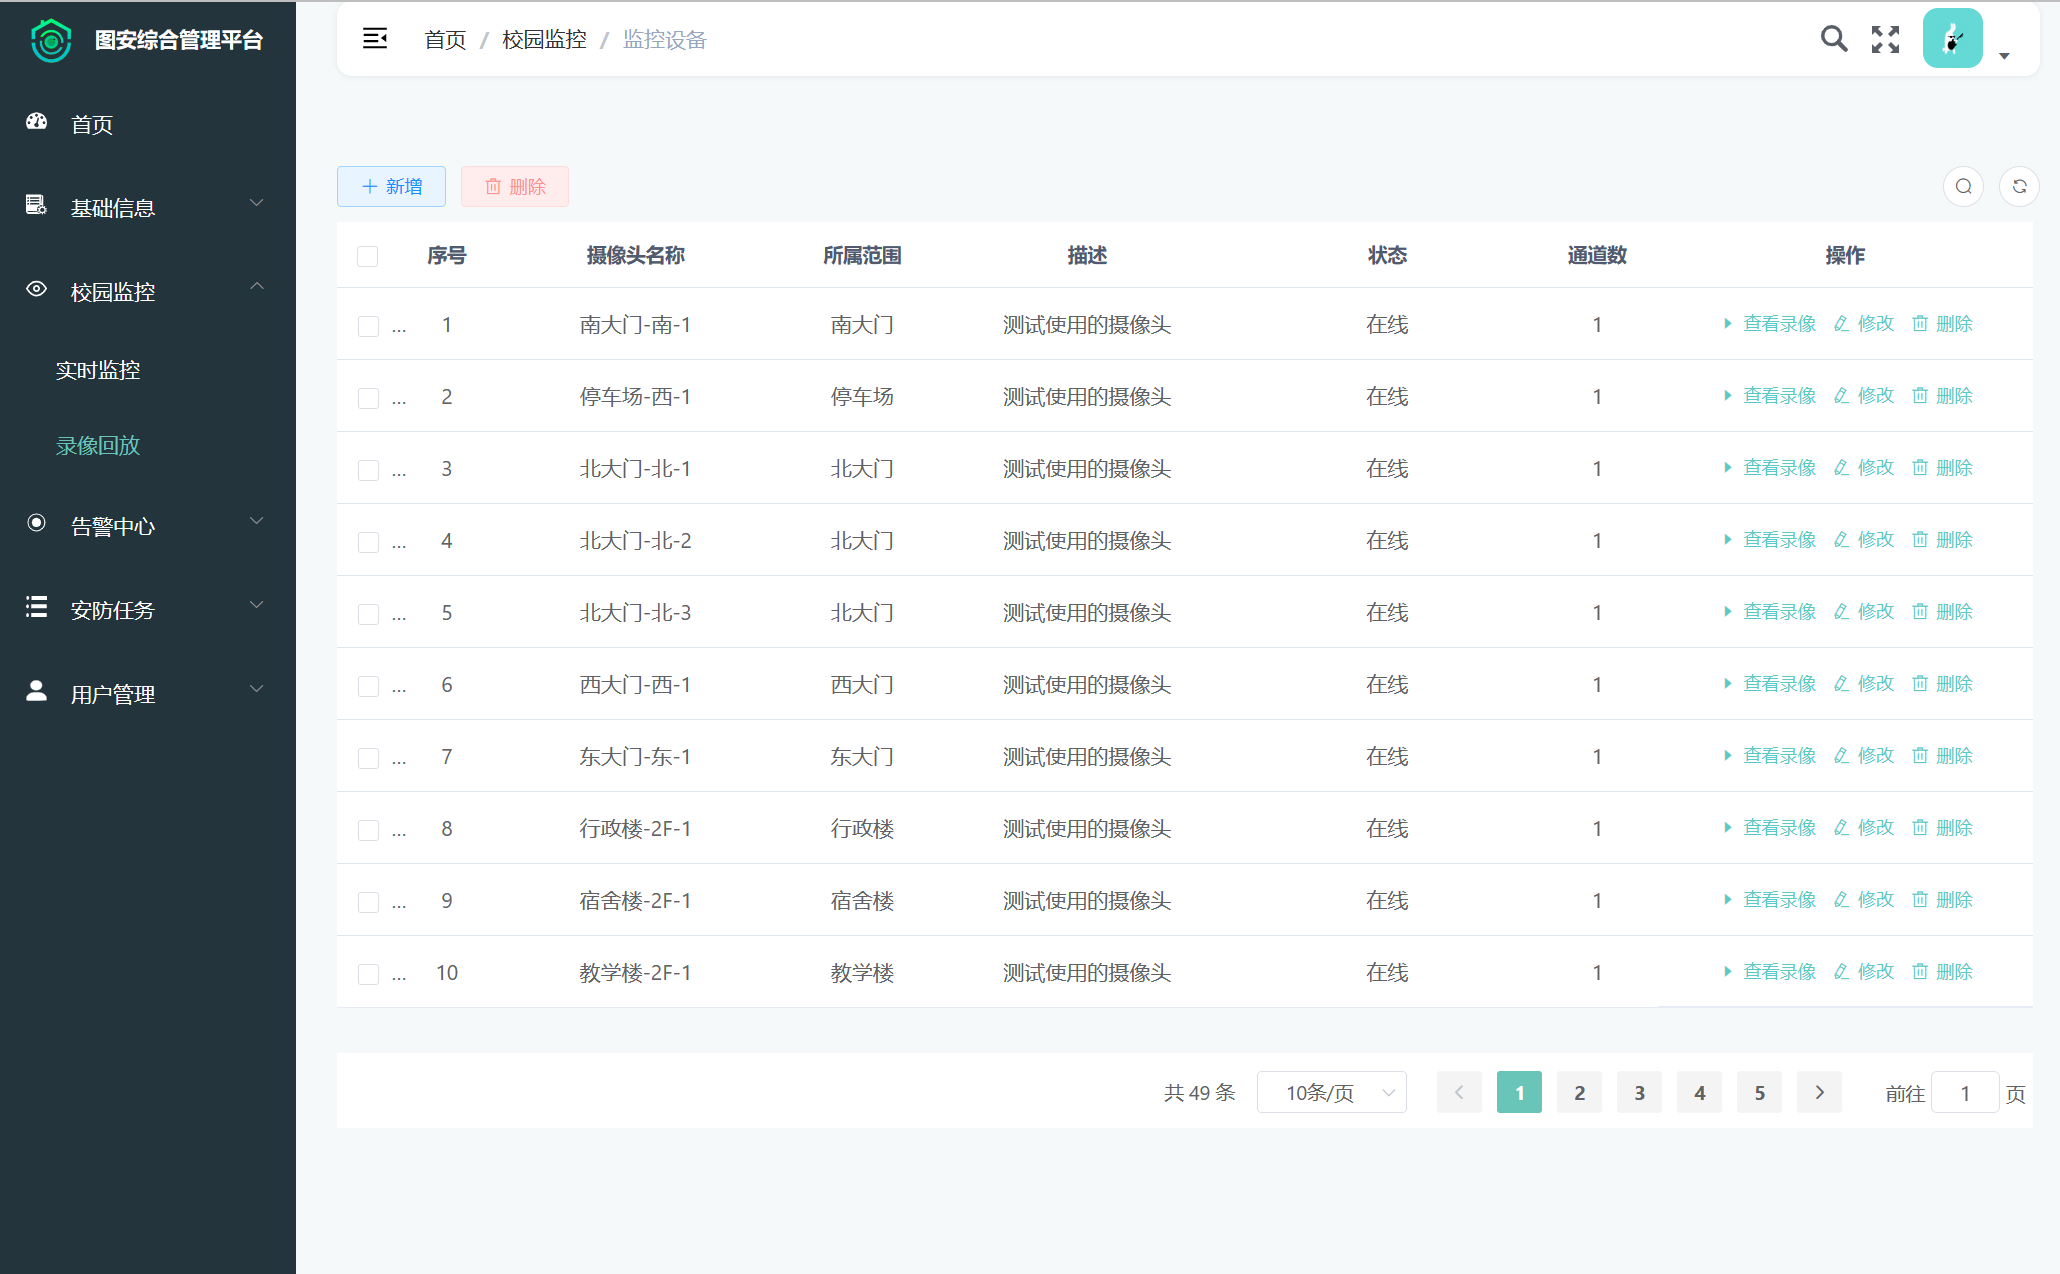 图安综合管理平台
首页
基础信息
校园监控
实时监控
录像回放
告警中心
安防任务
用户管理
首页 / 校园监控 / 监控设备
新增 删除
序号 摄像头名称 所属范围 描述 状态 通道数 操作
... 1 南大门-南-1 南大门 测试使用的摄像头 在线 1 查看录像 修改 删除
... 2 停车场-西-1 停车场 测试使用的摄像头 在线 1 查看录像 修改 删除
... 3 北大门-北-1 北大门 测试使用的摄像头 在线 1 查看录像 修改 删除
... 4 北大门-北-2 北大门 测试使用的摄像头 在线 1 查看录像 修改 删除
... 5 北大门-北-3 北大门 测试使用的摄像头 在线 1 查看录像 修改 删除
... 6 西大门-西-1 西大门 测试使用的摄像头 在线 1 查看录像 修改 删除
... 7 东大门-东-1 东大门 测试使用的摄像头 在线 1 查看录像 修改 删除
... 8 行政楼-2F-1 行政楼 测试使用的摄像头 在线 1 查看录像 修改 删除
... 9 宿舍楼-2F-1 宿舍楼 测试使用的摄像头 在线 1 查看录像 修改 删除
... 10 教学楼-2F-1 教学楼 测试使用的摄像头 在线 1 查看录像 修改 删除
共 49 条 10条/页 1 2 3 4 5 前往 1 页